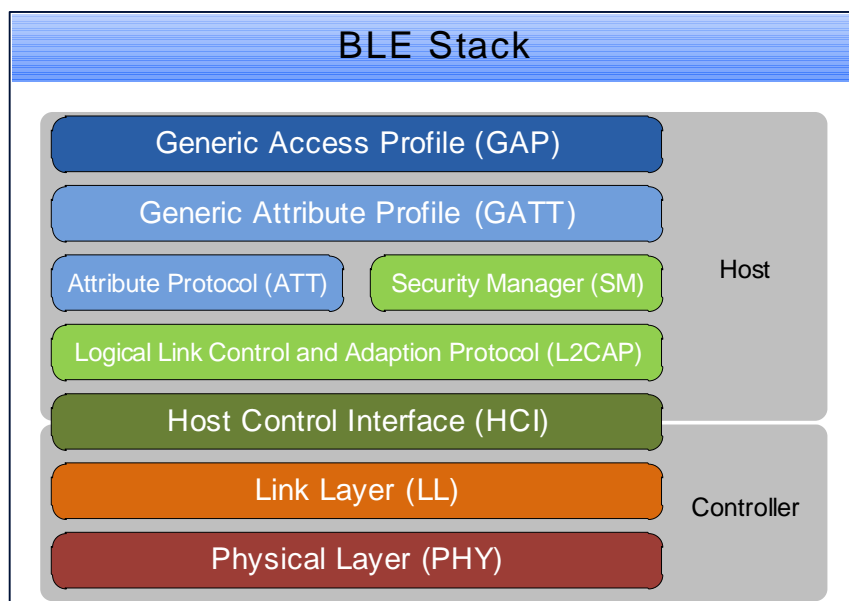 BLE Stack
Generic Access Profile (GAP)
Generic Attribute Profile (GATT)
Attribute Protocol (ATT)
Security Manager (SM)
Host
Logical Link Control and Adaption Protocol (L2CAP)
Host Control Interface (HCI)
Link Layer (LL)
Controller
Physical Layer (PHY)